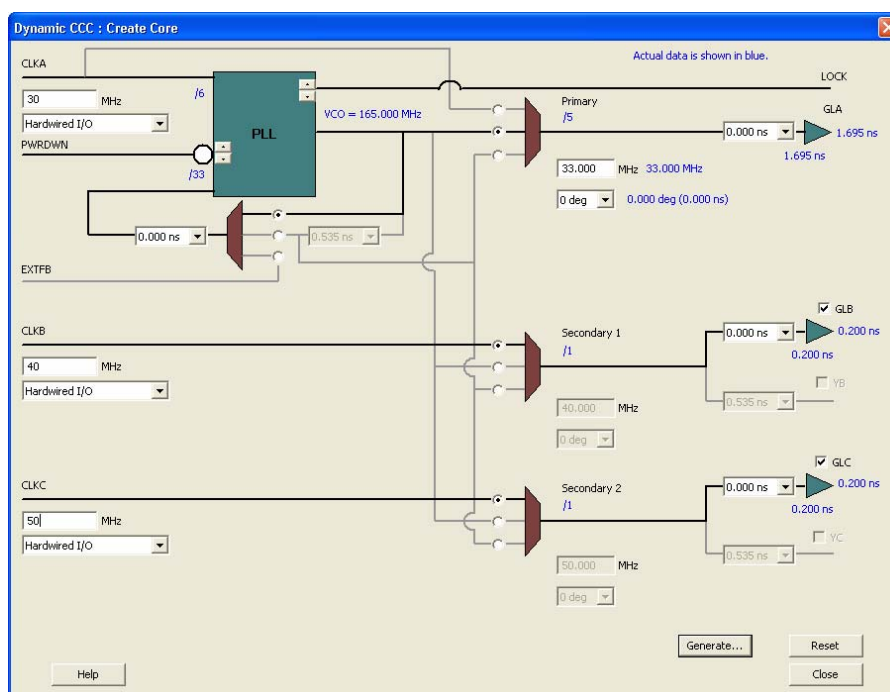 Dynamic CCC : Create Core
Actual data is shown in blue.
CLKA
30 MHz /6
Hardwired I/O
PWRDWN
/33
PLL
VCO = 165.000 MHz
LOCK
Primary
/5
33.000 MHz 33.000 MHz
0 deg 0.000 deg (0.000 ns)
0.000 ns
GLA
1.695 ns
1.695 ns
0.000 ns
0.535 ns
EXTFB
CLKB
40 MHz
Hardwired I/O
Secondary 1
/1
40.000 MHz
0 deg
0.000 ns
GLB
0.200 ns
0.200 ns
0.535 ns
YB
CLKC
50 MHz
Hardwired I/O
Secondary 2
/1
50.000 MHz
0 deg
0.000 ns
GLC
0.200 ns
0.200 ns
0.535 ns
YC
Generate...
Reset
Help
Close